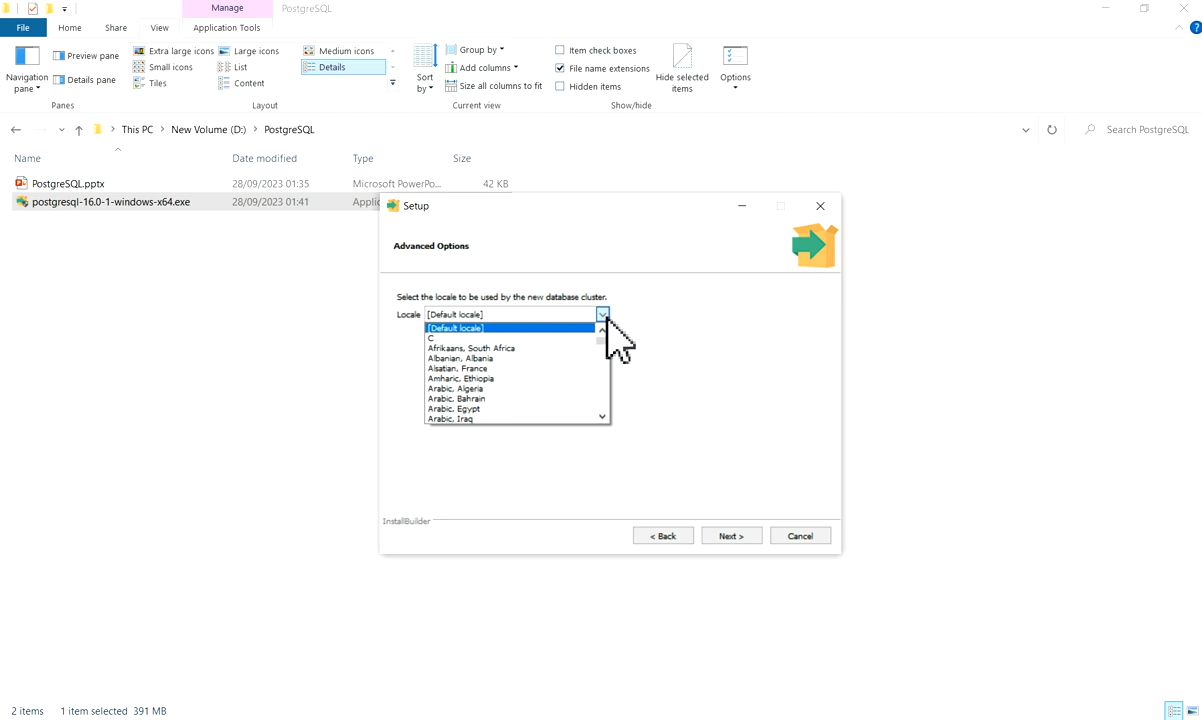 Manage
PostgreSQL
File
Home
Share
View
Application Tools
Navigation pane
Preview pane
Details pane
Panes
Extra large icons
Large icons
Medium icons
Small icons
List
Details
Tiles
Content
Layout
Sort by
Group by
Add columns
Size all columns to fit
Current view
Item check boxes
File name extensions
Hidden items
Hide selected items
Show/hide
Options
This PC > New Volume (D:) > PostgreSQL
Search PostgreSQL
Name
Date modified
Type
Size
PostgreSQL.pptx
28/09/2023 01:35
Microsoft PowerPo...
42 KB
postgresql-16.0-1-windows-x64.exe
28/09/2023 01:41
Applic
Setup
Advanced Options
Select the locale to be used by the new database cluster.
Locale
[Default locale]
[Default locale]
C
Afrikaans, South Africa
Albanian, Albania
Alsatian, France
Amharic, Ethiopia
Arabic, Algeria
Arabic, Bahrain
Arabic, Egypt
Arabic, Iraq
InstallBuilder
< Back
Next >
Cancel
2 items
1 item selected 391 MB